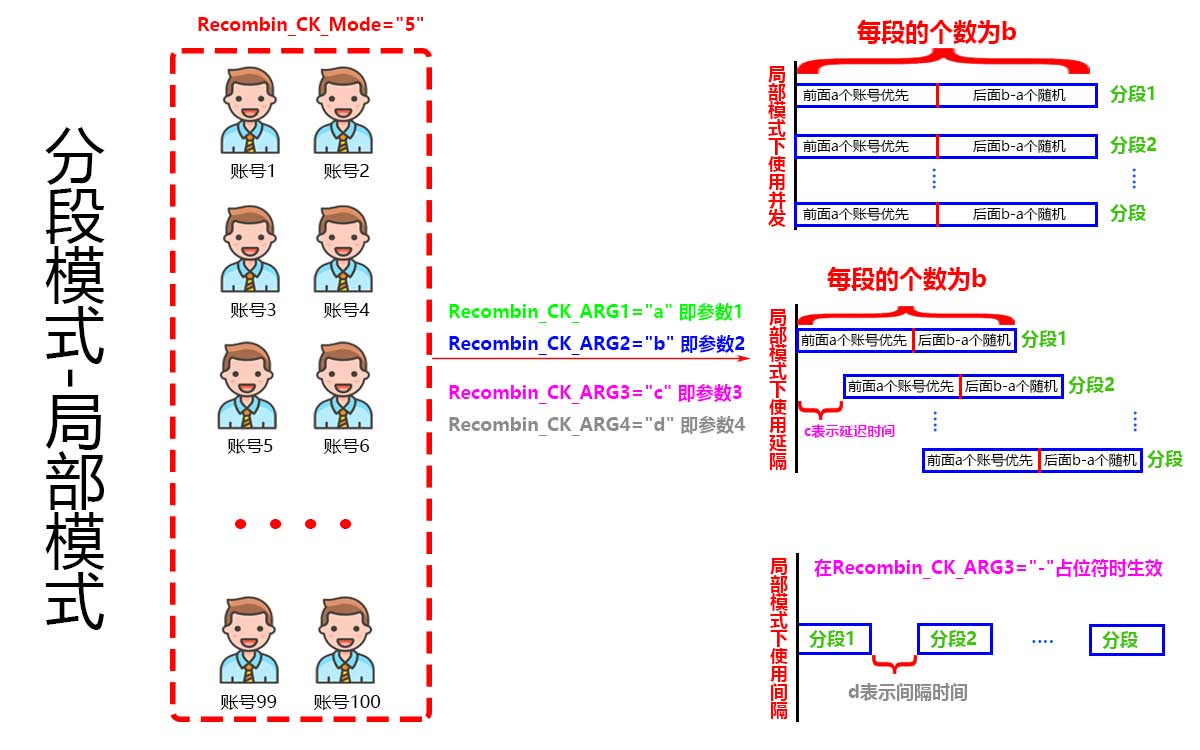 分段模式-局部模式
Recombin_CK_Mode="5"
账号1
账号2
账号3
账号4
账号5
账号6
账号99
账号100
Recombin_CK_ARG1="a" 即参数1
Recombin_CK_ARG2="b" 即参数2
Recombin_CK_ARG3="c" 即参数3
Recombin_CK_ARG4="d" 即参数4
每段的个数为b
局部模式下使用并发
前面a个账号优先 后面b-a个随机 分段1
前面a个账号优先 后面b-a个随机 分段2
前面a个账号优先 后面b-a个随机 分段
每段的个数为b
局部模式下使用延隔
前面a个账号优先 后面b-a个随机 分段1
前面a个账号优先 后面b-a个随机 分段2
c表示延迟时间
前面a个账号优先 后面b-a个随机 分段
局部模式下使用间隔
在Recombin_CK_ARG3="-"占位符时生效
分段1 分段2 .... 分段
d表示间隔时间